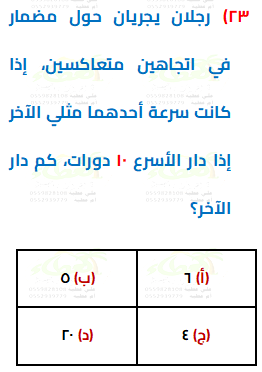 ٢٣) رجلان يجريان حول مضمار
في اتجاهين متعاكسين، إذا
كانت سرعة أحدهما مثلي الآخر
إذا دار الأسرع ١٠ دورات، كم دار
الآخر؟
(أ) ٦
(ب) ٥
(ج) ٤
(د) ٢٠